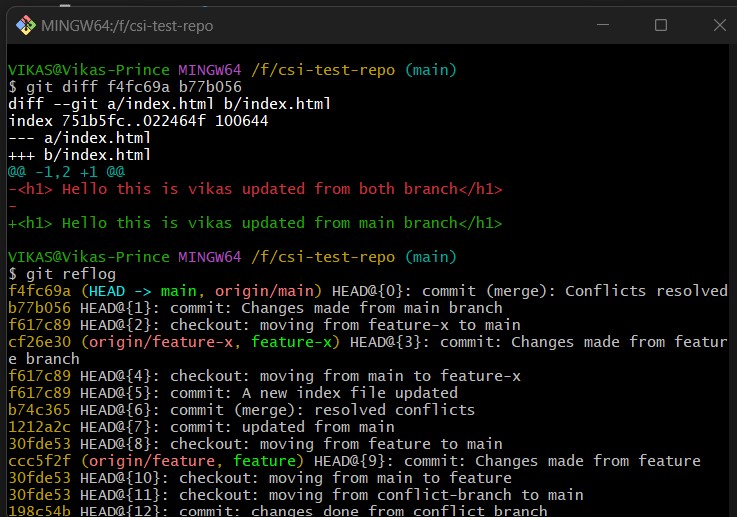 MINGW64:/f/csi-test-repo
VIKAS@Vikas-Prince MINGW64 /f/csi-test-repo (main)
$ git diff f4fc69a b77b056
diff --git a/index.html b/index.html
index 751b5fc..022464f 100644
--- a/index.html
+++ b/index.html
@@ -1,2 +1 @@
-<h1> Hello this is vikas updated from both branch</h1>
-
+<h1> Hello this is vikas updated from main branch</h1>
VIKAS@Vikas-Prince MINGW64 /f/csi-test-repo (main)
$ git reflog
f4fc69a (HEAD -> main, origin/main) HEAD@{0}: commit (merge): Conflicts resolved
b77b056 HEAD@{1}: commit: Changes made from main branch
f617c89 HEAD@{2}: checkout: moving from feature-x to main
cf26e30 (origin/feature-x, feature-x) HEAD@{3}: commit: Changes made from featur
e branch
f617c89 HEAD@{4}: checkout: moving from main to feature-x
f617c89 HEAD@{5}: commit: A new index file updated
b74c365 HEAD@{6}: commit (merge): resolved conflicts
1212a2c HEAD@{7}: commit: updated from main
30fde53 HEAD@{8}: checkout: moving from feature to main
ccc5f2f (origin/feature, feature) HEAD@{9}: commit: Changes made from feature
30fde53 HEAD@{10}: checkout: moving from main to feature
30fde53 HEAD@{11}: checkout: moving from conflict-branch to main
198c54b HEAD@{12}: commit: changes done from conflict branch